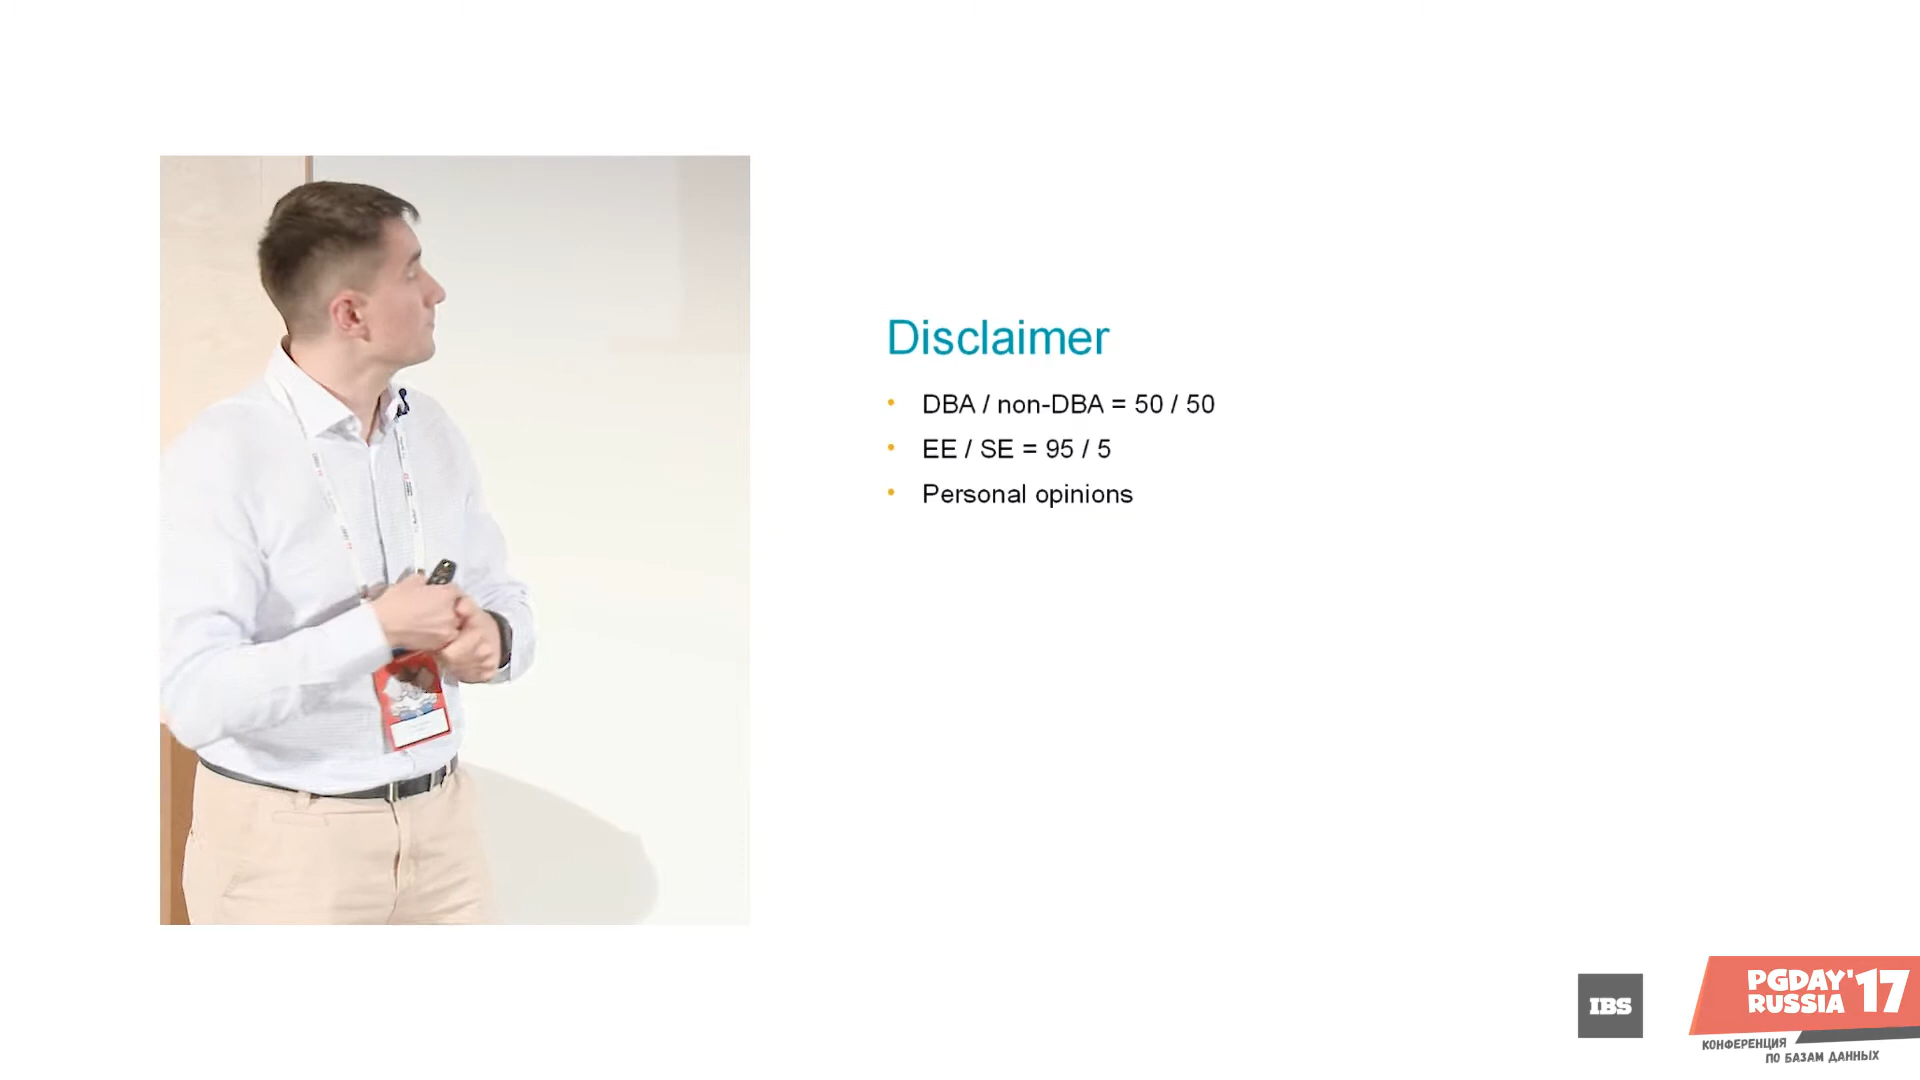 Disclaimer
• DBA / non-DBA = 50 / 50
• EE / SE = 95 / 5
• Personal opinions
IBS
PGDAY'17
RUSSIA
КОНФЕРЕНЦИЯ
ПО БАЗАМ ДАННЫХ